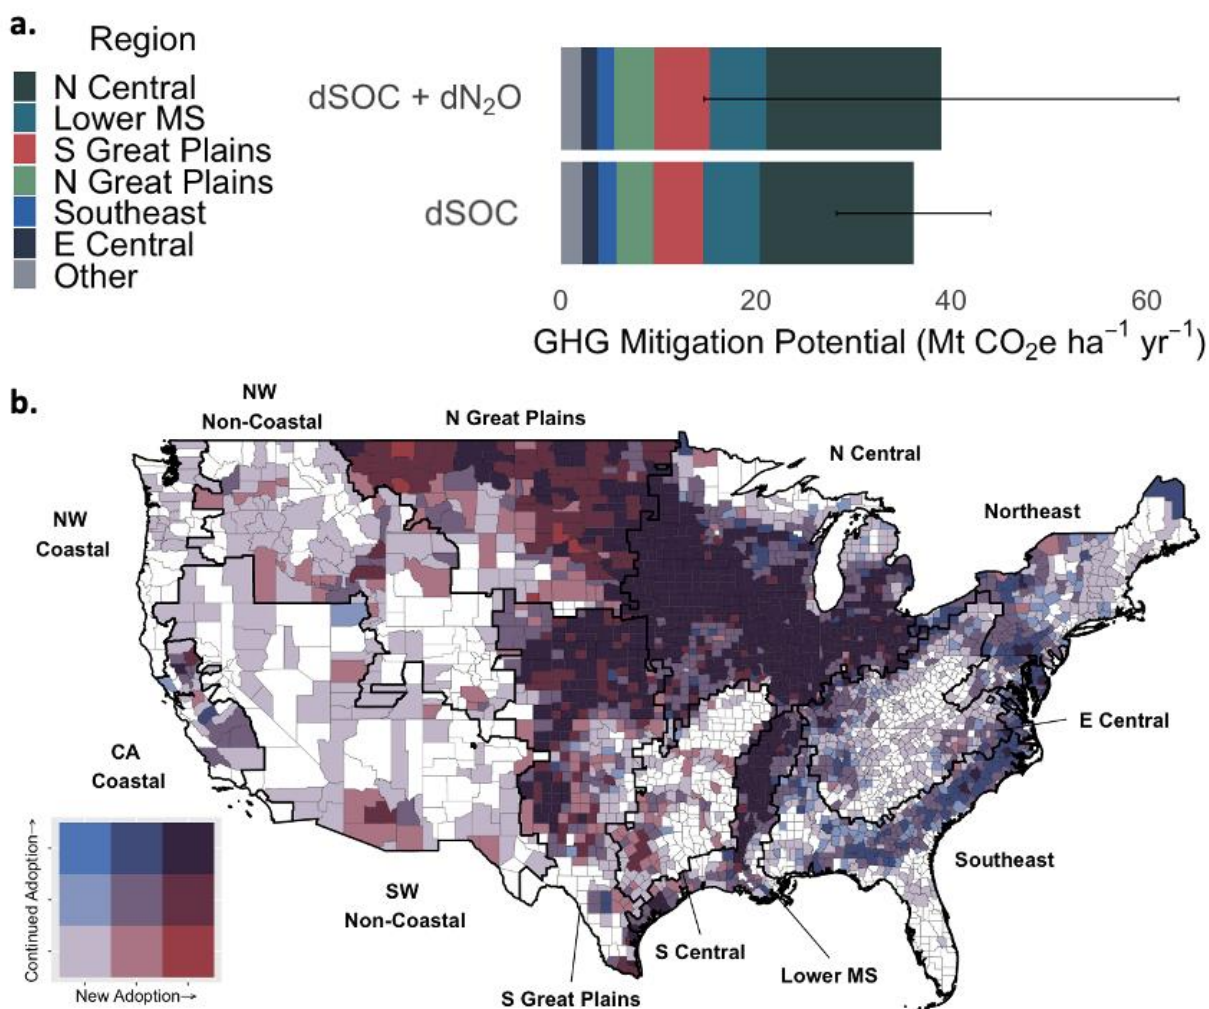 a.
Region
N Central
Lower MS
S Great Plains
N Great Plains
Southeast
E Central
Other
dSOC + dN₂O
dSOC
0 20 40 60
GHG Mitigation Potential (Mt CO₂e ha⁻¹ yr⁻¹)
b.
NW
Non-Coastal
N Great Plains
N Central
Northeast
NW
Coastal
E Central
CA
Coastal
Southeast
SW
Non-Coastal
S Central
Lower MS
S Great Plains
Continued Adoption→
New Adoption→